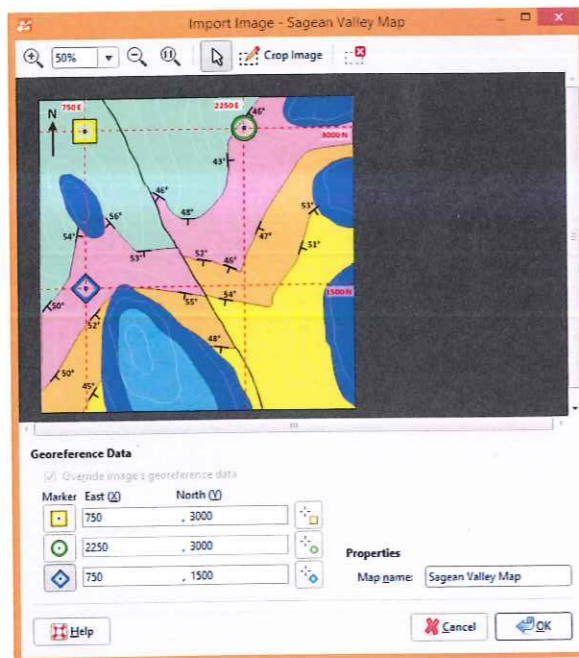 Import Image - Sagean Valley Map
50%
1:1
Crop Image
750 E
2250 E
N
46°
3000 N
43°
46°
48°
56°
53°
54°
53°
52°
46°
47°
51°
50°
1500 N
55°
54°
52°
48°
50°
45°
Georeference Data
Override image's georeference data
Marker East (X) North (Y)
750 , 3000
2250 , 3000
750 , 1500
Properties
Map name: Sagean Valley Map
Help
Cancel
OK